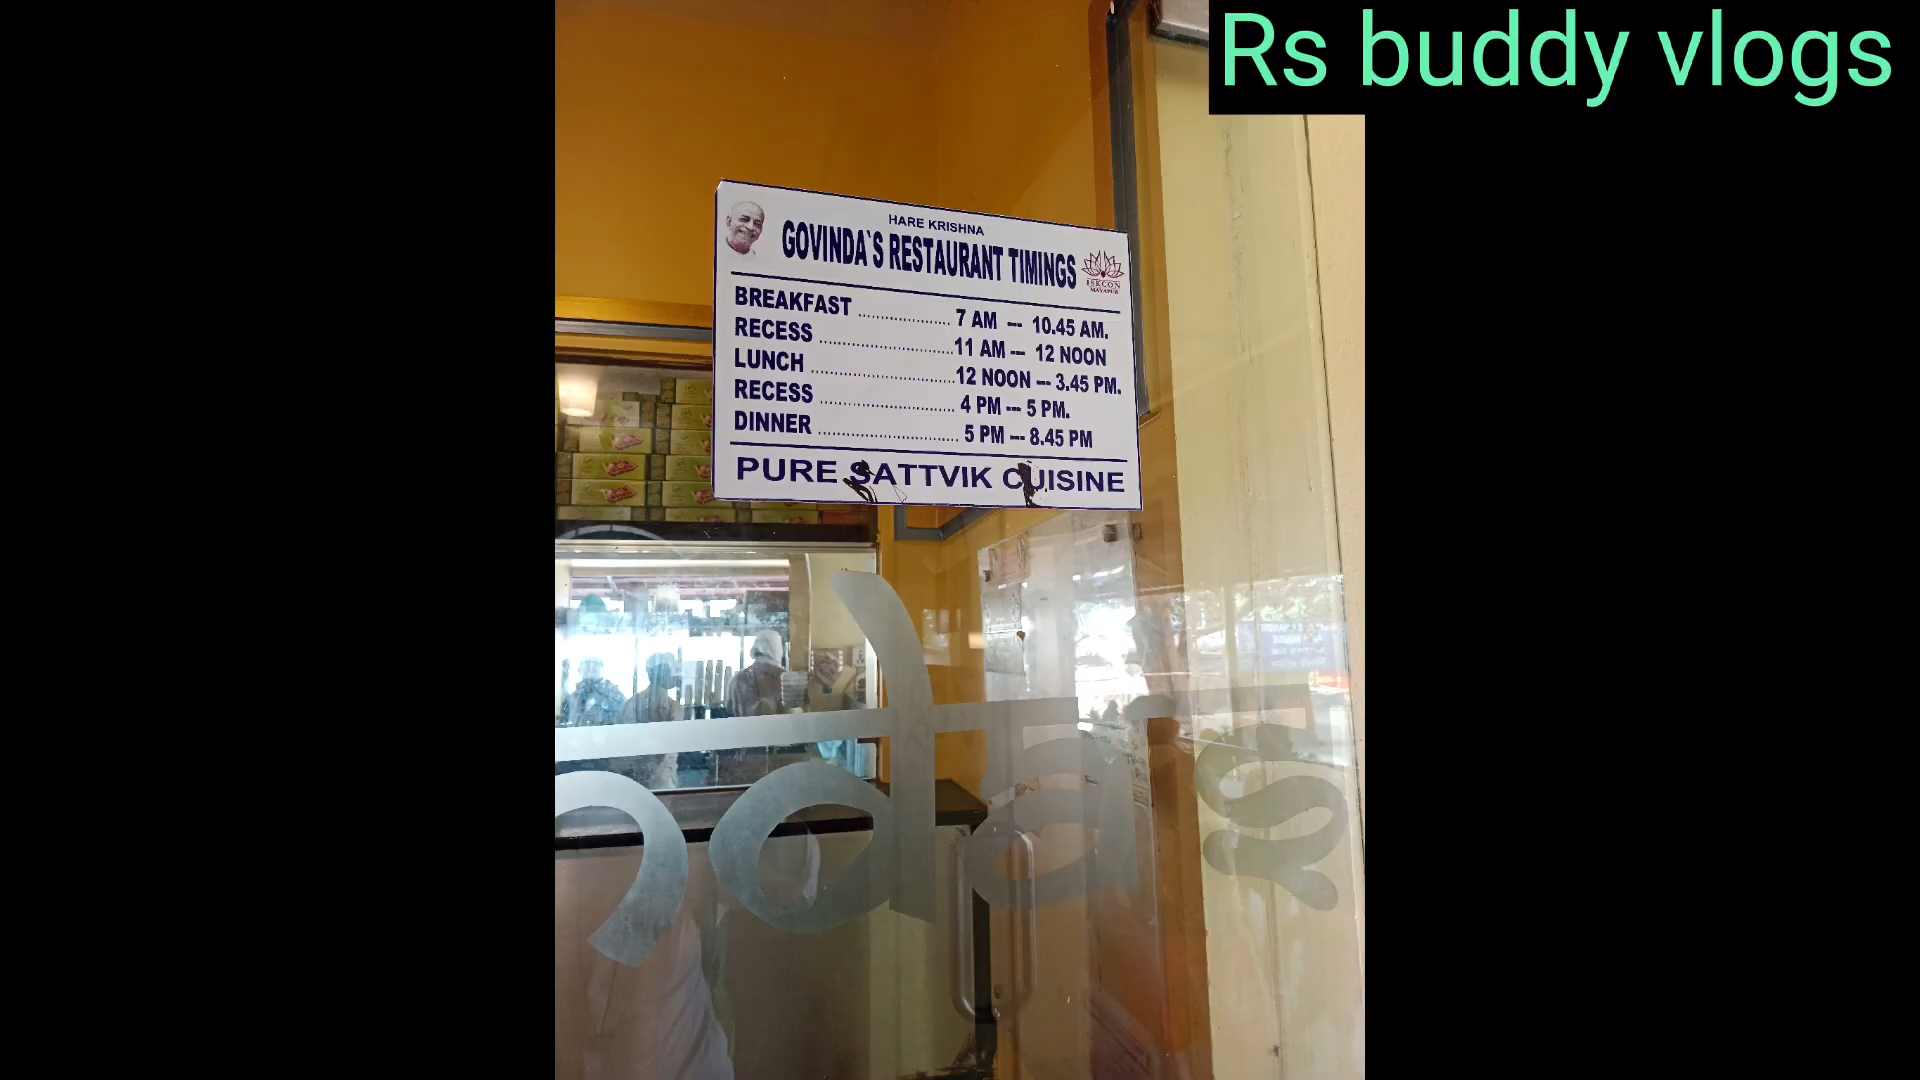 Rs buddy vlogs
HARE KRISHNA
GOVINDA`S RESTAURANT TIMINGS
ISKCON
MAYAPUR
BREAKFAST ..................... 7 AM --- 10.45 AM.
RECESS ..............................11 AM --- 12 NOON
LUNCH ................................12 NOON --- 3.45 PM.
RECESS .............................. 4 PM --- 5 PM.
DINNER ............................... 5 PM --- 8.45 PM
PURE SATTVIK CUISINE